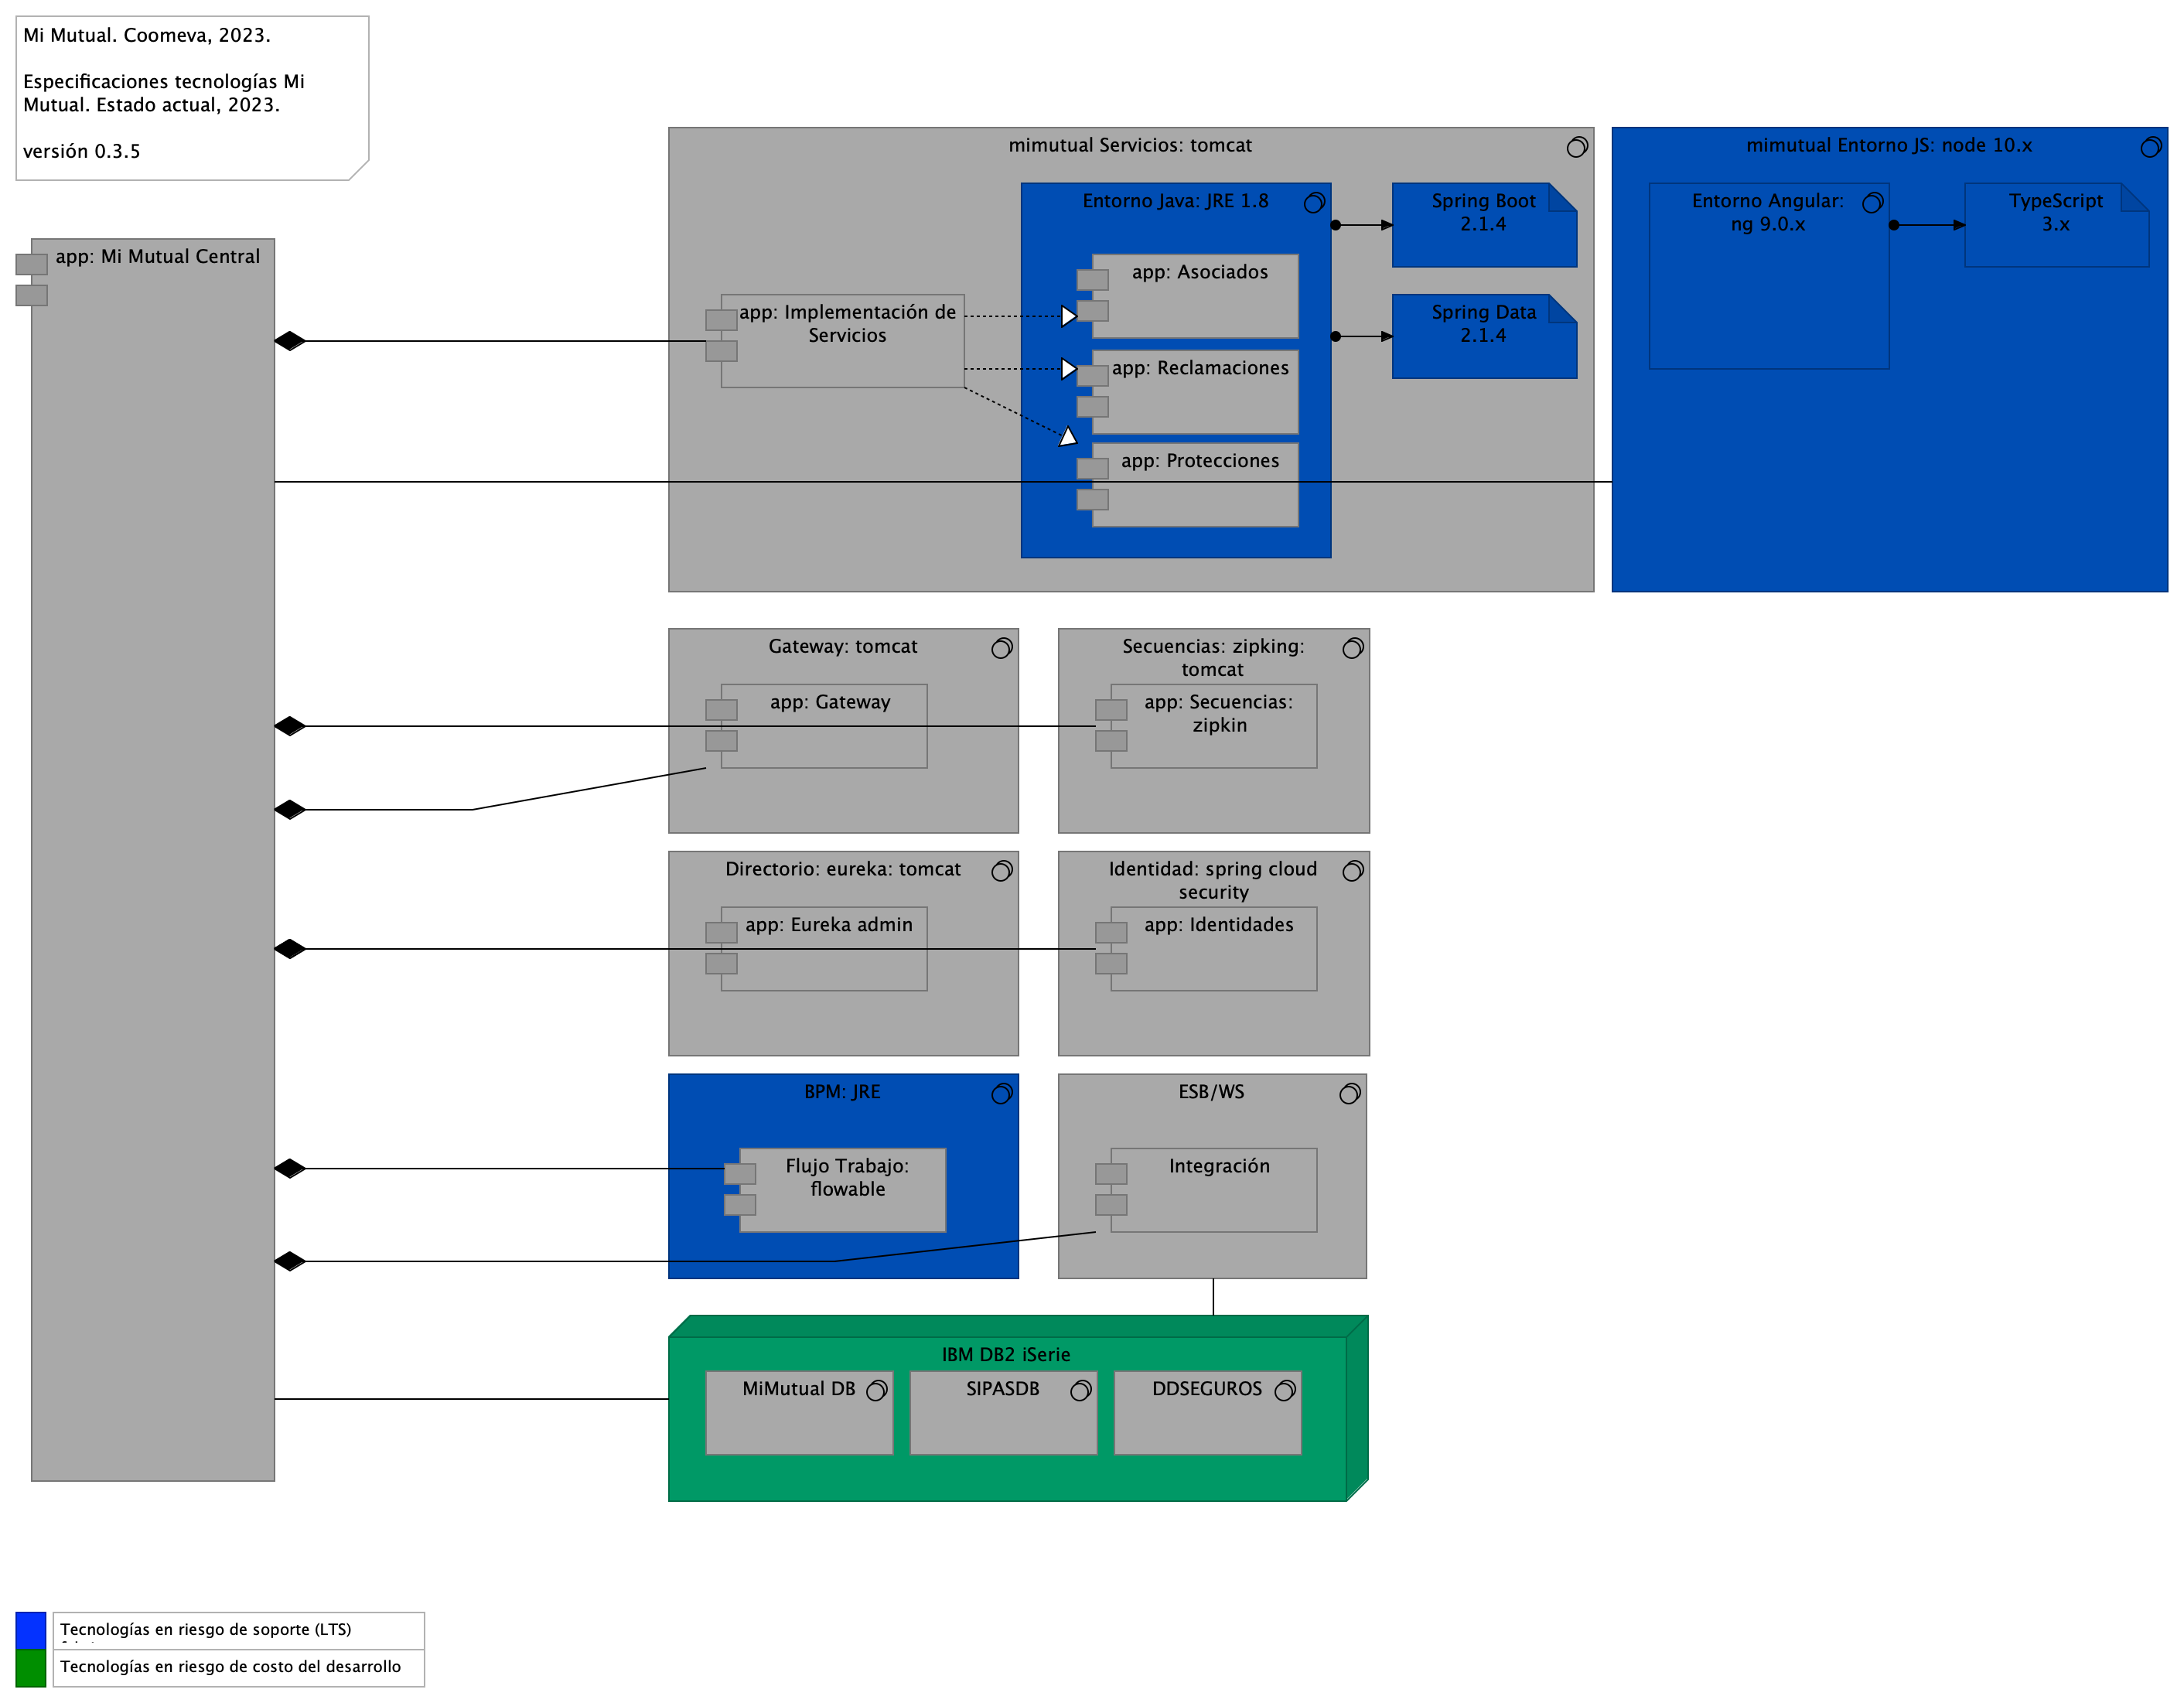 Mi Mutual. Coomeva, 2023.
Especificaciones tecnologías Mi
Mutual. Estado actual, 2023.
versión 0.3.5
mimutual Servicios: tomcat
mimutual Entorno JS: node 10.x
Entorno Java: JRE 1.8
Spring Boot
2.1.4
Entorno Angular:
ng 9.0.x
TypeScript
3.x
app: Mi Mutual Central
app: Asociados
app: Implementación de
Servicios
Spring Data
2.1.4
app: Reclamaciones
app: Protecciones
Gateway: tomcat
Secuencias: zipking:
tomcat
app: Gateway
app: Secuencias:
zipkin
Directorio: eureka: tomcat
Identidad: spring cloud
security
app: Eureka admin
app: Identidades
BPM: JRE
ESB/WS
Flujo Trabajo:
flowable
Integración
IBM DB2 iSerie
MiMutual DB
SIPASDB
DDSEGUROS
Tecnologías en riesgo de soporte (LTS)
Tecnologías en riesgo de costo del desarrollo